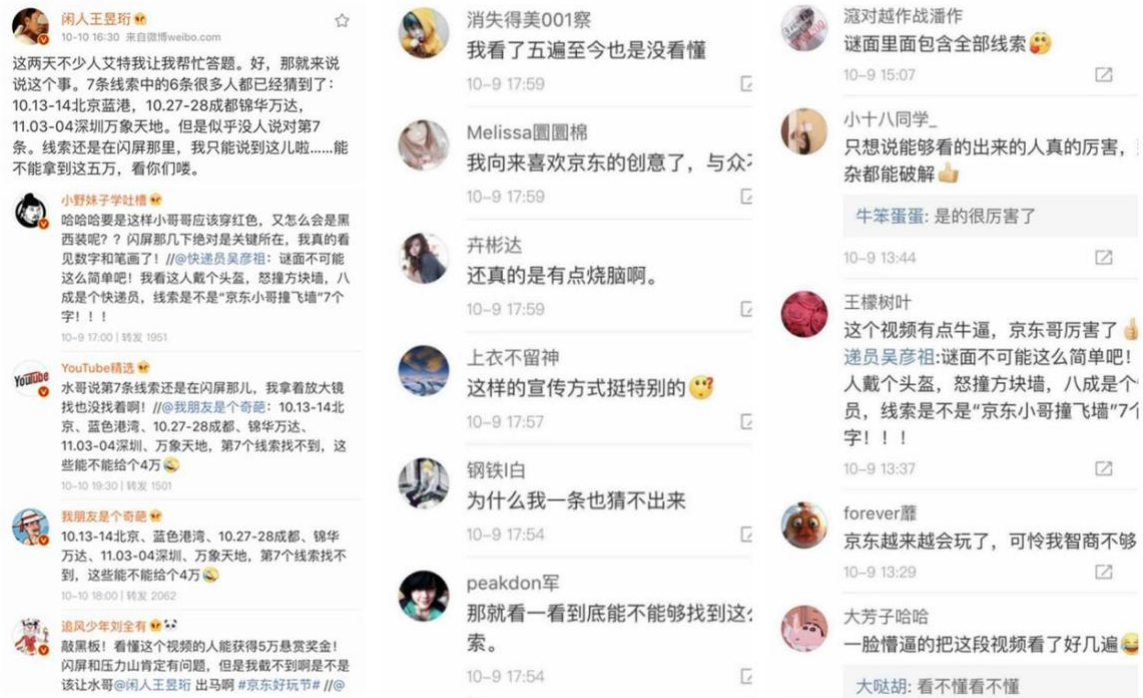 闲人王昱珩
10-10 16:30 来自微博weibo.com
这两天不少人艾特我让我帮忙答题。好，那就来说
说这个事。7条线索中的6条很多人都已经猜到了：
10.13-14北京蓝港，10.27-28成都锦华万达，
11.03-04深圳万象天地。但是似乎没人说对第7
条。线索还是在闪屏那里，我只能说到这儿啦......能
不能拿到这五万，看你们喽。
小野妹子学吐槽
哈哈哈要是这样小哥哥应该穿红色，又怎么会是黑
西装呢？？闪屏那几下绝对是关键所在，我真的看
见数字和笔画了！//@快递员吴彦祖：谜面不可能
这么简单吧！我看这人戴个头盔，怒撞方块墙，八
成是个快递员，线索是不是“京东小哥撞飞墙”7个
字！！！
10-9 17:00 | 转发 1951
YouTube
YouTube精选
水哥说第7条线索还是在闪屏那儿，我拿着放大镜
找也没找着啊！//@我朋友是个奇葩：10.13-14北
京、蓝色港湾、10.27-28成都、锦华万达、
11.03-04深圳、万象天地，第7个线索找不到，这
些能不能给个4万
10-10 19:30 | 转发 1501
我朋友是个奇葩
10.13-14北京、蓝色港湾、10.27-28成都、锦华
万达、11.03-04深圳、万象天地，第7个线索找不
到，这些能不能给个4万
10-10 18:00 | 转发 2062
追风少年刘全有
敲黑板！看懂这个视频的人能获得5万悬赏奖金！
闪屏和压力山肯定有问题，但是我截不到啊是不是
该让水哥@闲人王昱珩 出马啊 #京东好玩节# //@
消失得美001察
我看了五遍至今也是没看懂
10-9 17:59
Melissa圆圆棉
我向来喜欢京东的创意了，与众不
10-9 17:59
卉彬达
还真的是有点烧脑啊。
10-9 17:59
上衣不留神
这样的宣传方式挺特别的
10-9 17:57
钢铁I白
为什么我一条也猜不出来
10-9 17:54
peakdon军
那就看一看到底能不能够找到这么
索。
10-9 17:54
寇对越作战潘作
谜面里面包含全部线索
10-9 15:07
小十八同学_
只想说能够看的出来的人真的厉害，
杂都能破解
牛笨蛋蛋: 是的很厉害了
10-9 13:44
王檬树叶
这个视频有点牛逼，京东哥厉害了
递员吴彦祖:谜面不可能这么简单吧！
人戴个头盔，怒撞方块墙，八成是个
员，线索是不是“京东小哥撞飞墙”7个
字！！！
10-9 13:37
forever蘼
京东越来越会玩了，可怜我智商不够
10-9 13:29
大芳子哈哈
一脸懵逼的把这段视频看了好几遍
大哒胡: 看不懂看不懂